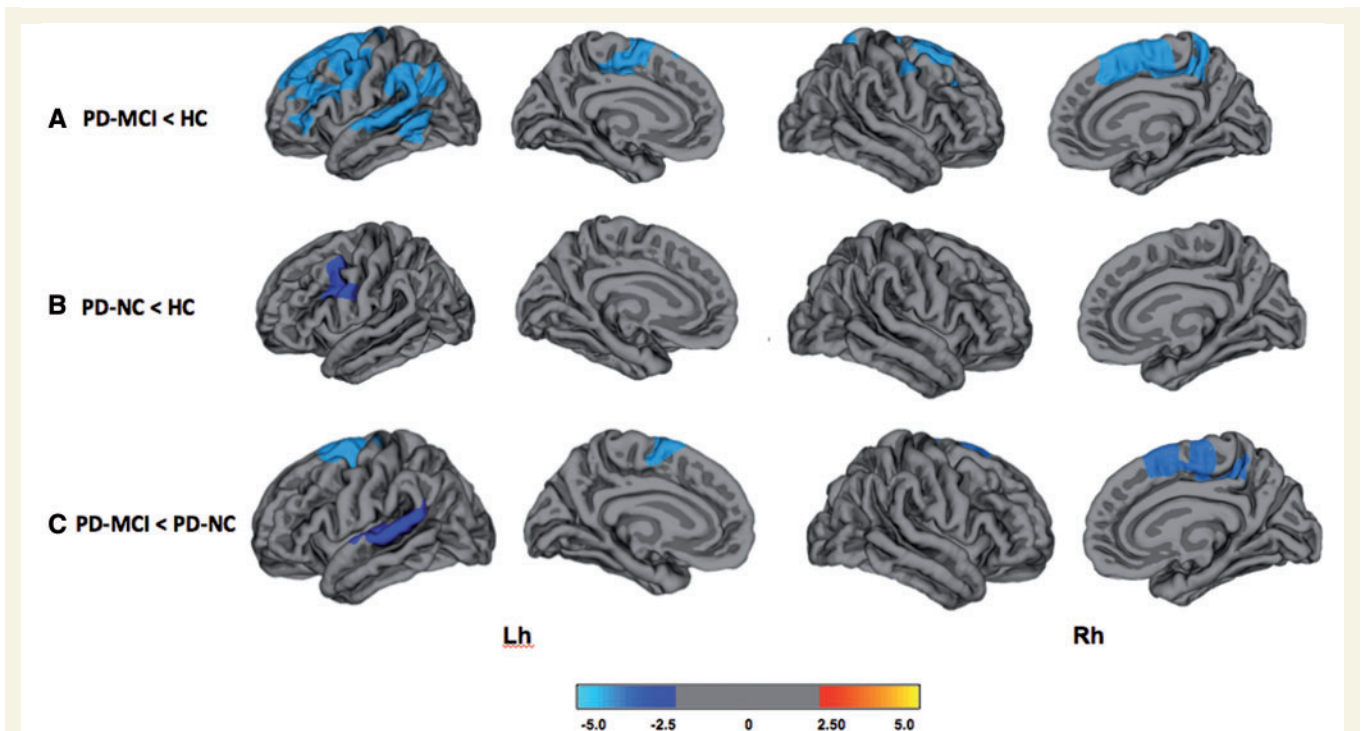 A PD-MCI < HC
B PD-NC < HC
C PD-MCI < PD-NC
Lh Rh
-5.0 -2.5 0 2.50 5.0